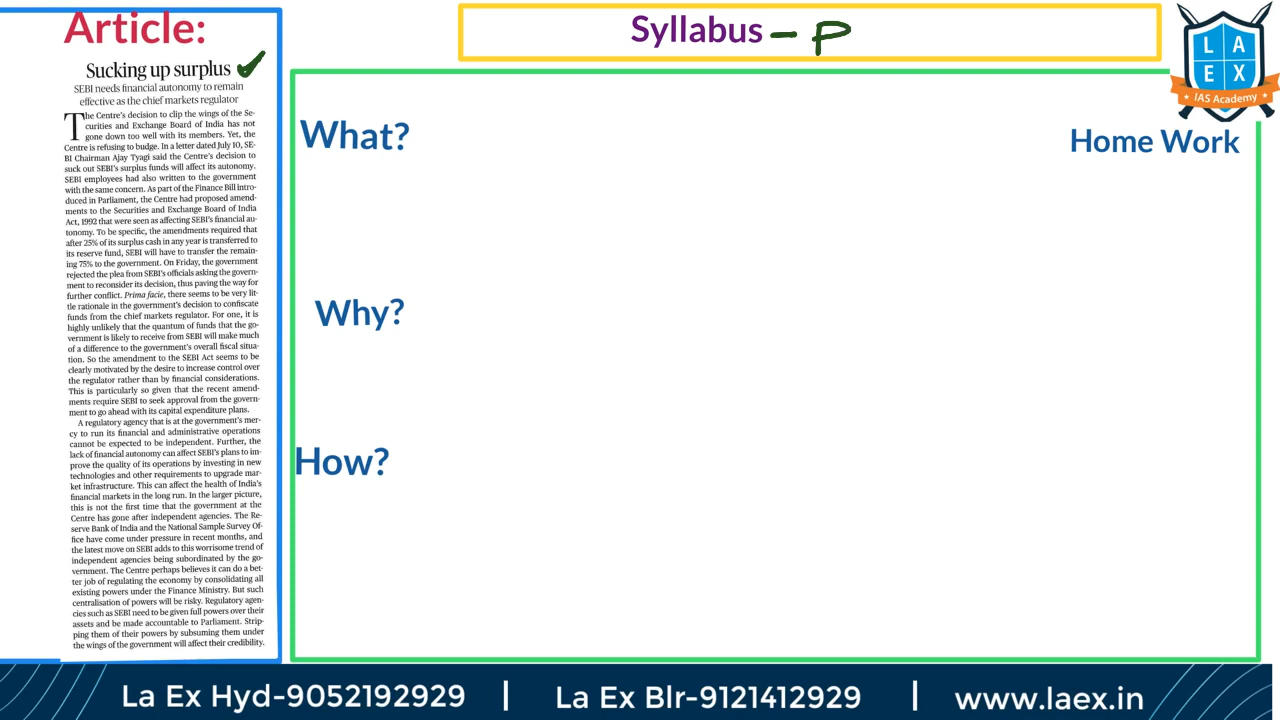 Article:
Sucking up surplus
SEBI needs financial autonomy to remain
effective as the chief markets regulator
The Centre's decision to clip the wings of the Se-
curities and Exchange Board of India has not
gone down too well with its members. Yet, the
Centre is refusing to budge. In a letter dated July 10, SE-
BI Chairman Ajay Tyagi said the Centre's decision to
suck out SEBI's surplus funds will affect its autonomy.
SEBI employees had also written to the government
with the same concern. As part of the Finance Bill intro-
duced in Parliament, the Centre had proposed amend-
ments to the Securities and Exchange Board of India
Act, 1992 that were seen as affecting SEBI's financial au-
tonomy. To be specific, the amendments required that
after 25% of its surplus cash in any year is transferred to
its reserve fund, SEBI will have to transfer the remain-
ing 75% to the government. On Friday, the government
rejected the plea from SEBI's officials asking the govern-
ment to reconsider its decision, thus paving the way for
further conflict. Prima facie, there seems to be very lit-
tle rationale in the government's decision to confiscate
funds from the chief markets regulator. For one, it is
highly unlikely that the quantum of funds that the go-
vernment is likely to receive from SEBI will make much
of a difference to the government's overall fiscal situa-
tion. So the amendment to the SEBI Act seems to be
clearly motivated by the desire to increase control over
the regulator rather than by financial considerations.
This is particularly so given that the recent amend-
ments require SEBI to seek approval from the govern-
ment to go ahead with its capital expenditure plans.
A regulatory agency that is at the government's mer-
cy to run its financial and administrative operations
cannot be expected to be independent. Further, the
lack of financial autonomy can affect SEBI's plans to im-
prove the quality of its operations by investing in new
technologies and other requirements to upgrade mar-
ket infrastructure. This can affect the health of India's
financial markets in the long run. In the larger picture,
this is not the first time that the government at the
Centre has gone after independent agencies. The Re-
serve Bank of India and the National Sample Survey Of-
fice have come under pressure in recent months, and
the latest move on SEBI adds to this worrisome trend of
independent agencies being subordinated by the go-
vernment. The Centre perhaps believes it can do a bet-
ter job of regulating the economy by consolidating all
existing powers under the Finance Ministry. But such
centralisation of powers will be risky. Regulatory agen-
cies such as SEBI need to be given full powers over their
assets and be made accountable to Parliament. Strip-
ping them of their powers by subsuming them under
the wings of the government will affect their credibility.
Syllabus - P
L A
E X
IAS Academy
What?
Home Work
Why?
How?
La Ex Hyd-9052192929 | La Ex Blr-9121412929 | www.laex.in